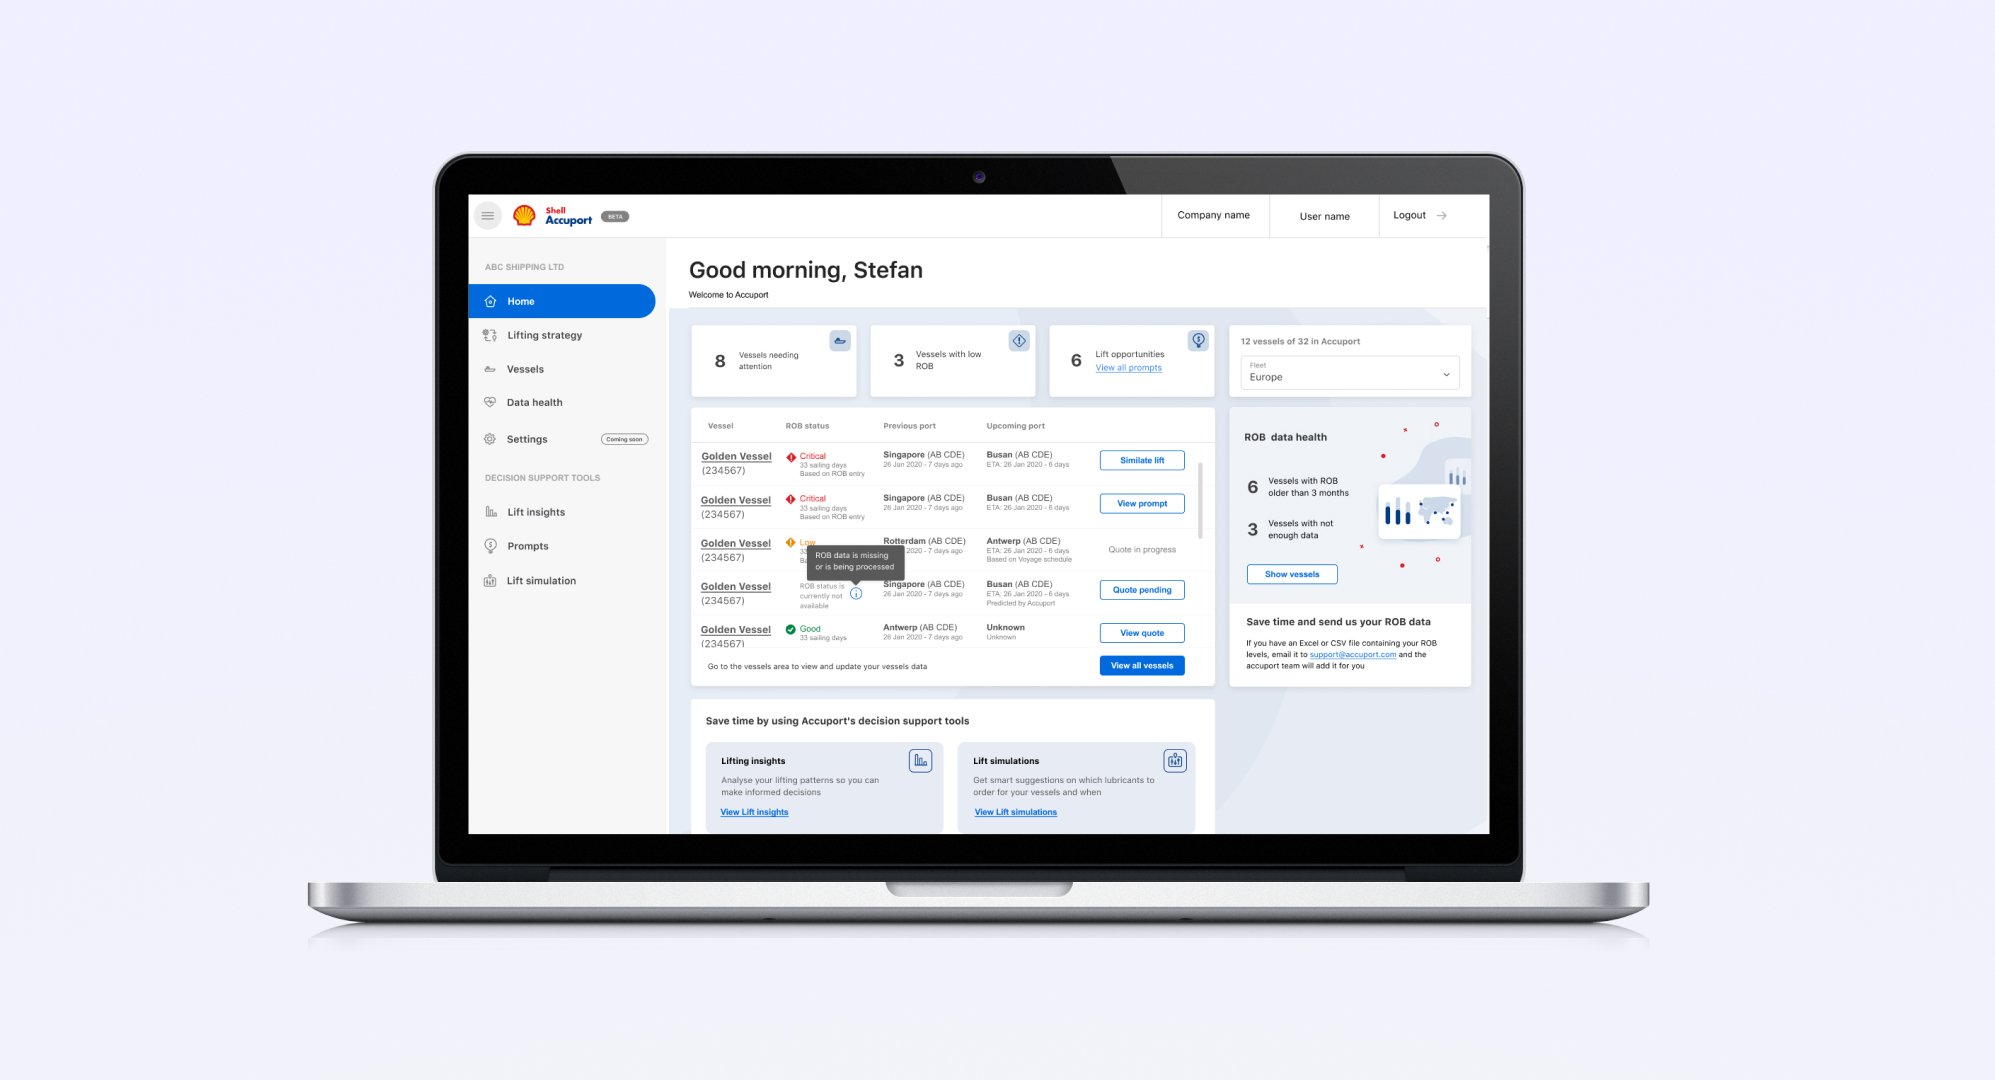 Shell
Accuport
BETA
Company name
User name
Logout
ABC SHIPPING LTD
Home
Lifting strategy
Vessels
Data health
Settings
Coming soon
DECISION SUPPORT TOOLS
Lift insights
Prompts
Lift simulation
Good morning, Stefan
Welcome to Accuport
8
Vessels needing
attention
3
Vessels with low
ROB
6
Lift opportunities
View all prompts
12 vessels of 32 in Accuport
Fleet
Europe
Vessel ROB status Previous port Upcoming port
Golden Vessel
(234567)
Critical
33 sailing days
Based on ROB entry
Singapore (AB CDE)
26 Jan 2020 - 7 days ago
Busan (AB CDE)
ETA: 26 Jan 2020 - 6 days
Similate lift
Golden Vessel
(234567)
Critical
33 sailing days
Based on ROB entry
Singapore (AB CDE)
26 Jan 2020 - 7 days ago
Busan (AB CDE)
ETA: 26 Jan 2020 - 6 days
View prompt
Golden Vessel
(234567)
Low
33
Ba
Rotterdam (AB CDE)
2020 - 7 days ago
Antwerp (AB CDE)
ETA: 26 Jan 2020 - 6 days
Based on Voyage schedule
Quote in progress
ROB data is missing
or is being processed
Golden Vessel
(234567)
ROB status is
currently not
available
Singapore (AB CDE)
26 Jan 2020 - 7 days ago
Busan (AB CDE)
ETA: 26 Jan 2020 - 6 days
Predicted by Accuport
Quote pending
Golden Vessel
(234567)
Good
33 sailing days
Antwerp (AB CDE)
26 Jan 2020 - 7 days ago
Unknown
Unknown
View quote
Go to the vessels area to view and update your vessels data
View all vessels
ROB data health
6
Vessels with ROB
older than 3 months
3
Vessels with not
enough data
Show vessels
Save time and send us your ROB data
If you have an Excel or CSV file containing your ROB
levels, email it to support@accuport.com and the
accuport team will add it for you
Save time by using Accuport's decision support tools
Lifting insights
Analyse your lifting patterns so you can
make informed decisions
View Lift insights
Lift simulations
Get smart suggestions on which lubricants to
order for your vessels and when
View Lift simulations